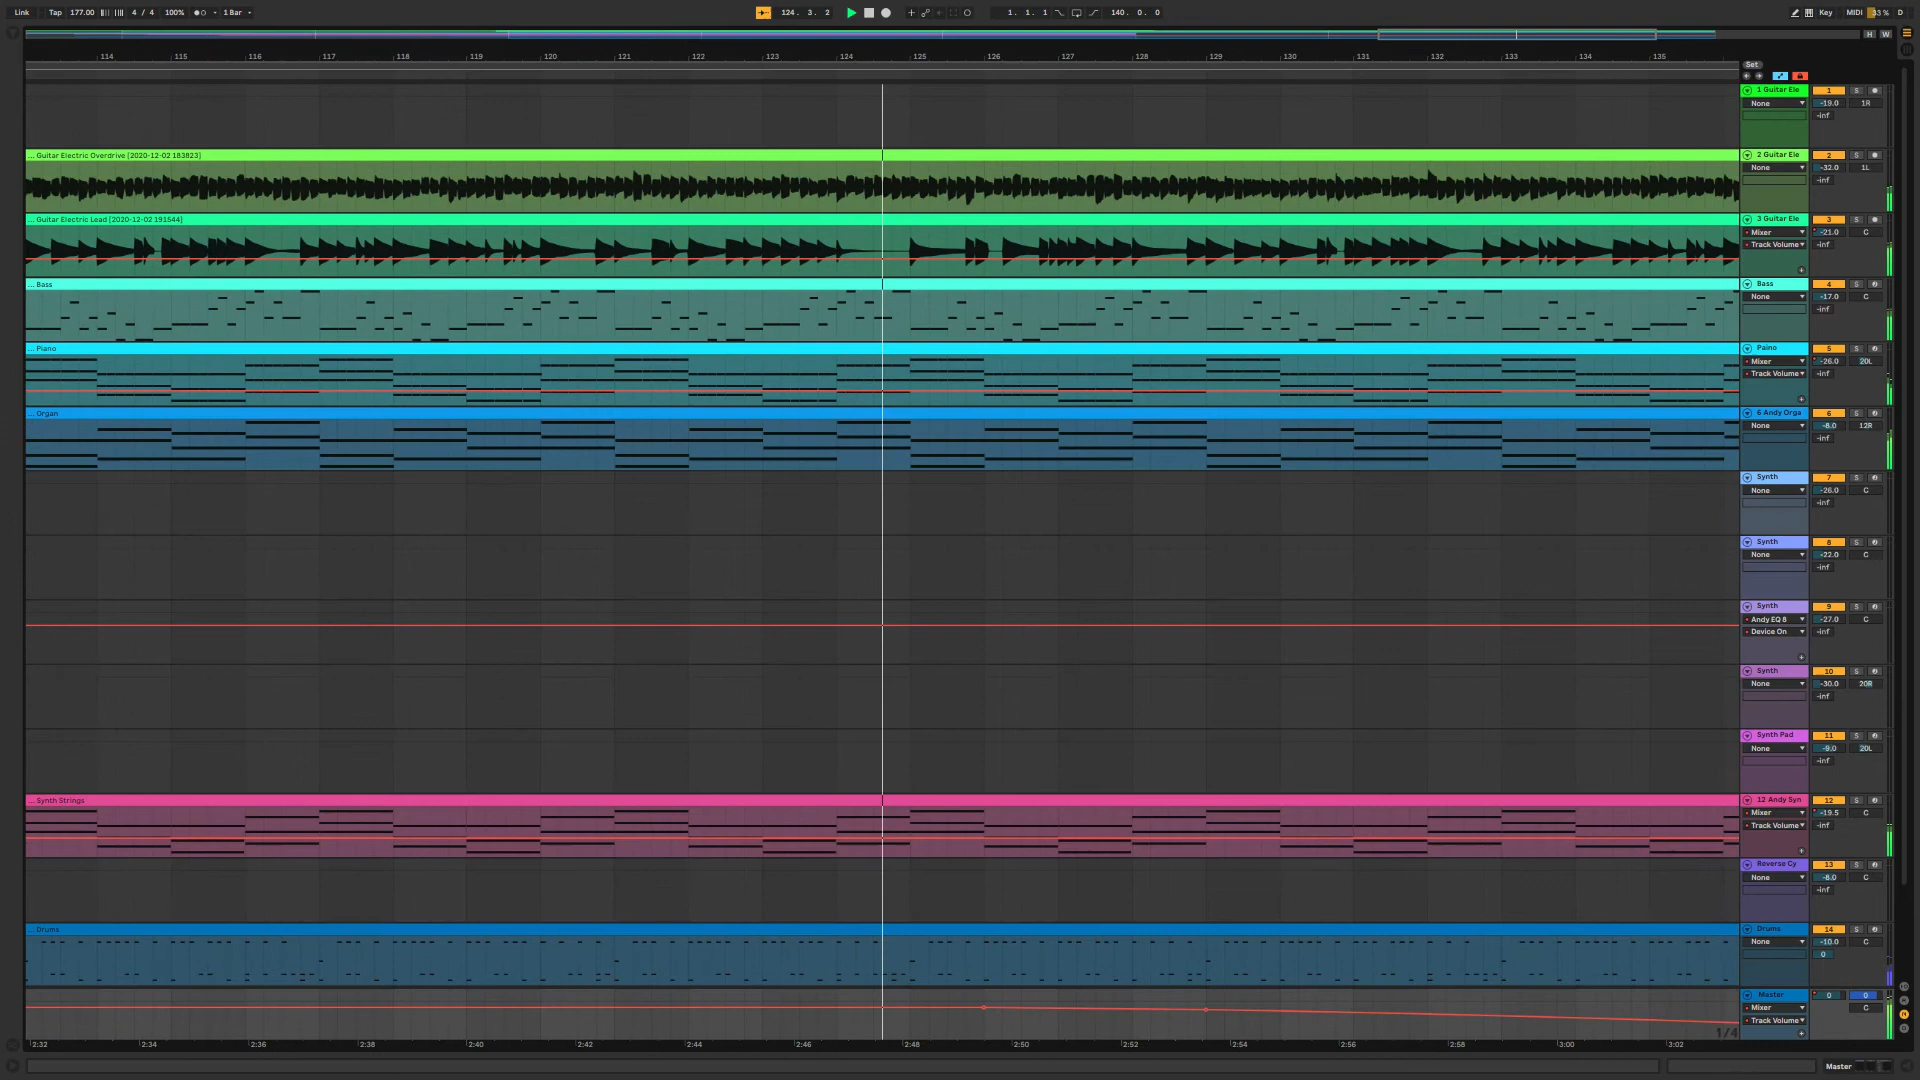 Link Tap 177.00 4 / 4 100% 1 Bar 124. 3. 2 1. 1. 1 140. 0. 0 Key MIDI 33 % D
H W
114 115 116 117 118 119 120 121 122 123 124 125 126 127 128 129 130 131 132 133 134 135
Set
1 Guitar Ele 1 S
None -19.0 1R
-inf
... Guitar Electric Overdrive [2020-12-02 183823] 2 Guitar Ele 2 S
None -32.0 1L
-inf
... Guitar Electric Lead [2020-12-02 191644] 3 Guitar Ele 3 S
Mixer -21.0 C
Track Volume -inf
... Bass Bass 4 S
None -17.0 C
-inf
... Piano Paino 5 S
Mixer -26.0 20L
Track Volume -inf
... Organ 6 Andy Orga 6 S
None -8.0 12R
-inf
Synth 7 S
None -26.0 C
-inf
Synth 8 S
None -22.0 C
-inf
Synth 9 S
Andy EQ 8 -27.0 C
Device On -inf
Synth 10 S
None -30.0 20R
-inf
Synth Pad 11 S
None -9.0 20L
-inf
... Synth Strings 12 Andy Syn 12 S
Mixer -19.5 C
Track Volume -inf
Reverse Cy 13 S
None -8.0 C
-inf
... Drums Drums 14 S
None -10.0 C
0
Master 0 0
Mixer C
Track Volume
1/4
2:32 2:34 2:36 2:38 2:40 2:42 2:44 2:46 2:48 2:50 2:52 2:54 2:56 2:58 3:00 3:02
Master